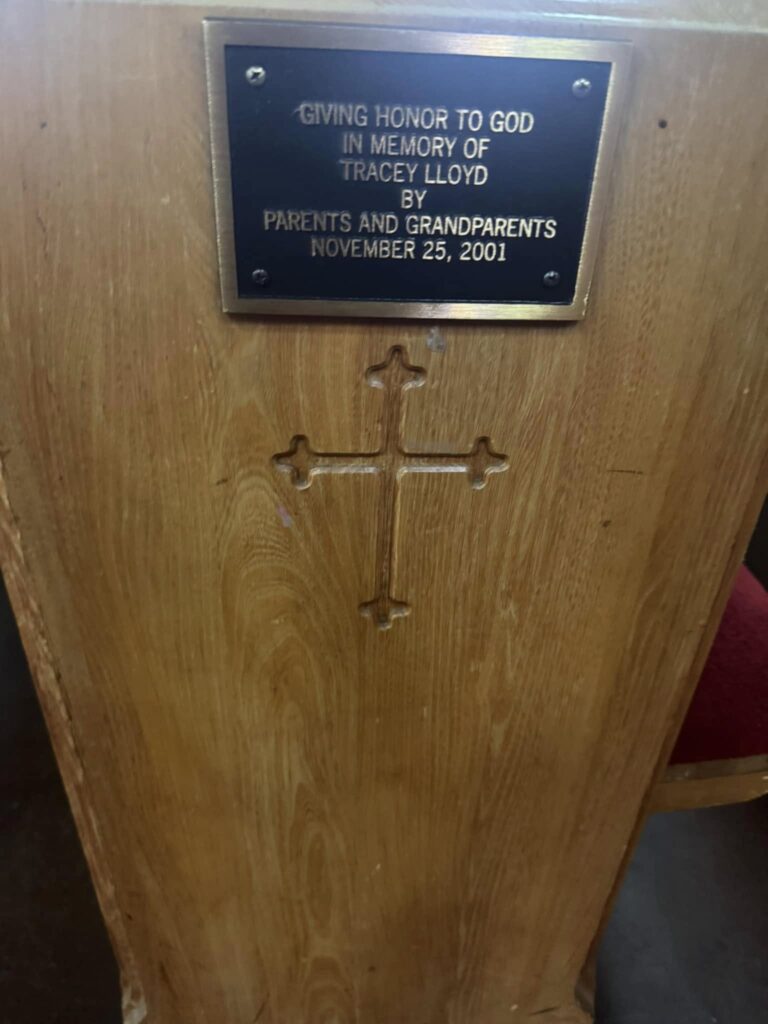 GIVING HONOR TO GOD
IN MEMORY OF
TRACEY LLOYD
BY
PARENTS AND GRANDPARENTS
NOVEMBER 25, 2001